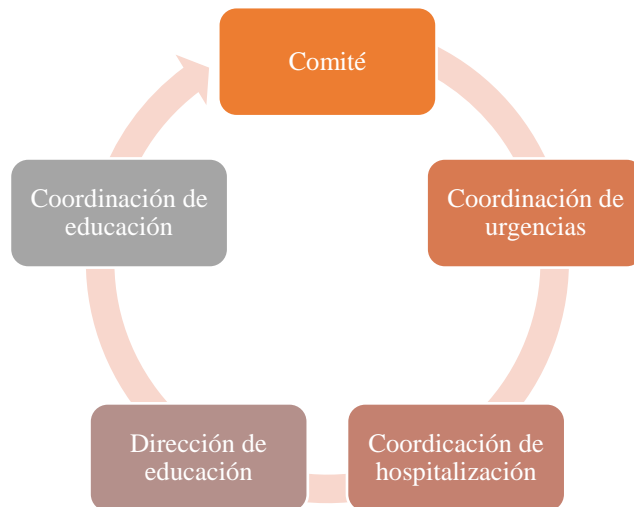 Comité
Coordinación de
urgencias
Coordicación de
hospitalización
Dirección de
educación
Coordinación de
educación